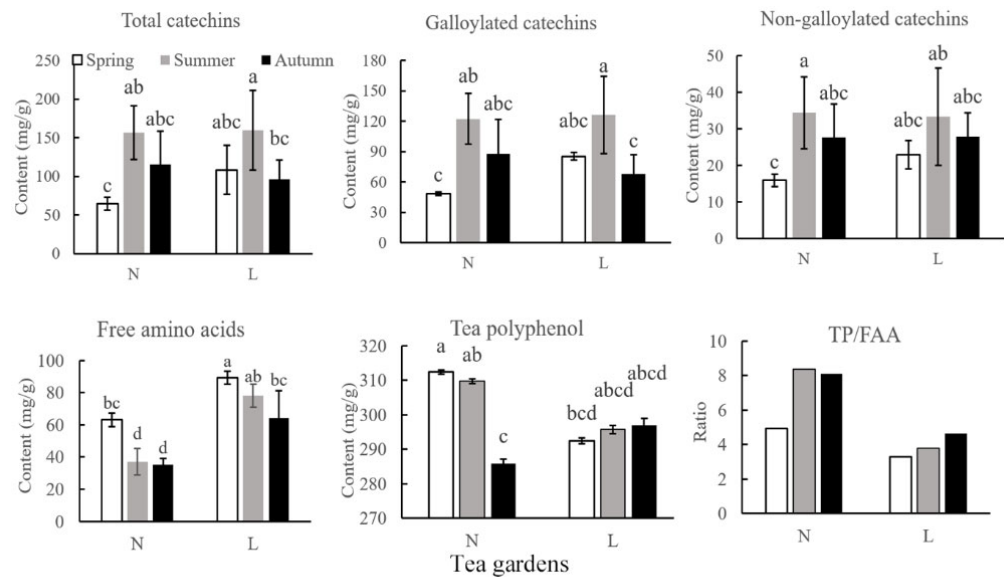 Total catechins
250
200
150
100
50
0
Content (mg/g)
Spring
Summer
Autumn
c
ab
abc
abc
a
bc
N
L
Galloylated catechins
180
150
120
90
60
30
0
Content (mg/g)
c
ab
abc
abc
a
c
N
L
Non-galloylated catechins
50
40
30
20
10
0
Content (mg/g)
c
a
abc
abc
ab
abc
N
L
Free amino acids
100
80
60
40
20
0
Content (mg/g)
bc
d
d
a
ab
bc
N
L
Tea polyphenol
320
310
300
290
280
270
Content (mg/g)
a
ab
c
bcd
abcd
abcd
N
L
TP/FAA
10
8
6
4
2
0
Ratio
N
L
Tea gardens